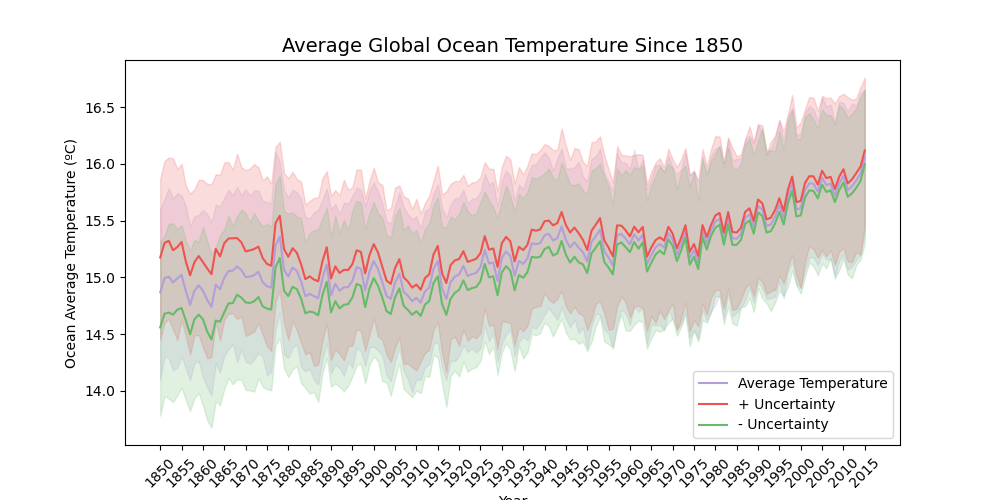 Average Global Ocean Temperature Since 1850
Ocean Average Temperature (ºC)
16.5
16.0
15.5
15.0
14.5
14.0
Average Temperature
+ Uncertainty
- Uncertainty
1850 1855 1860 1865 1870 1875 1880 1885 1890 1895 1900 1905 1910 1915 1920 1925 1930 1935 1940 1945 1950 1955 1960 1965 1970 1975 1980 1985 1990 1995 2000 2005 2010 2015
Year